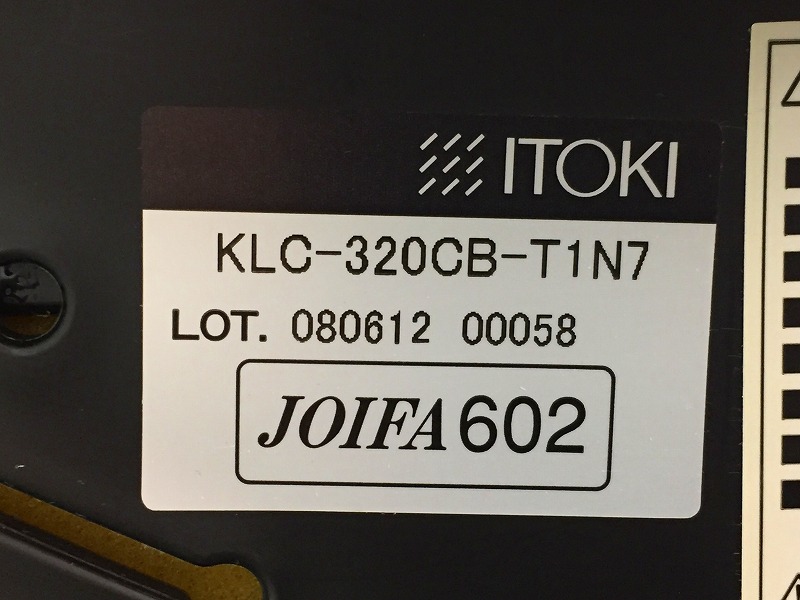 ITOKI
KLC-320CB-T1N7
LOT. 080612 00058
JOIFA 602